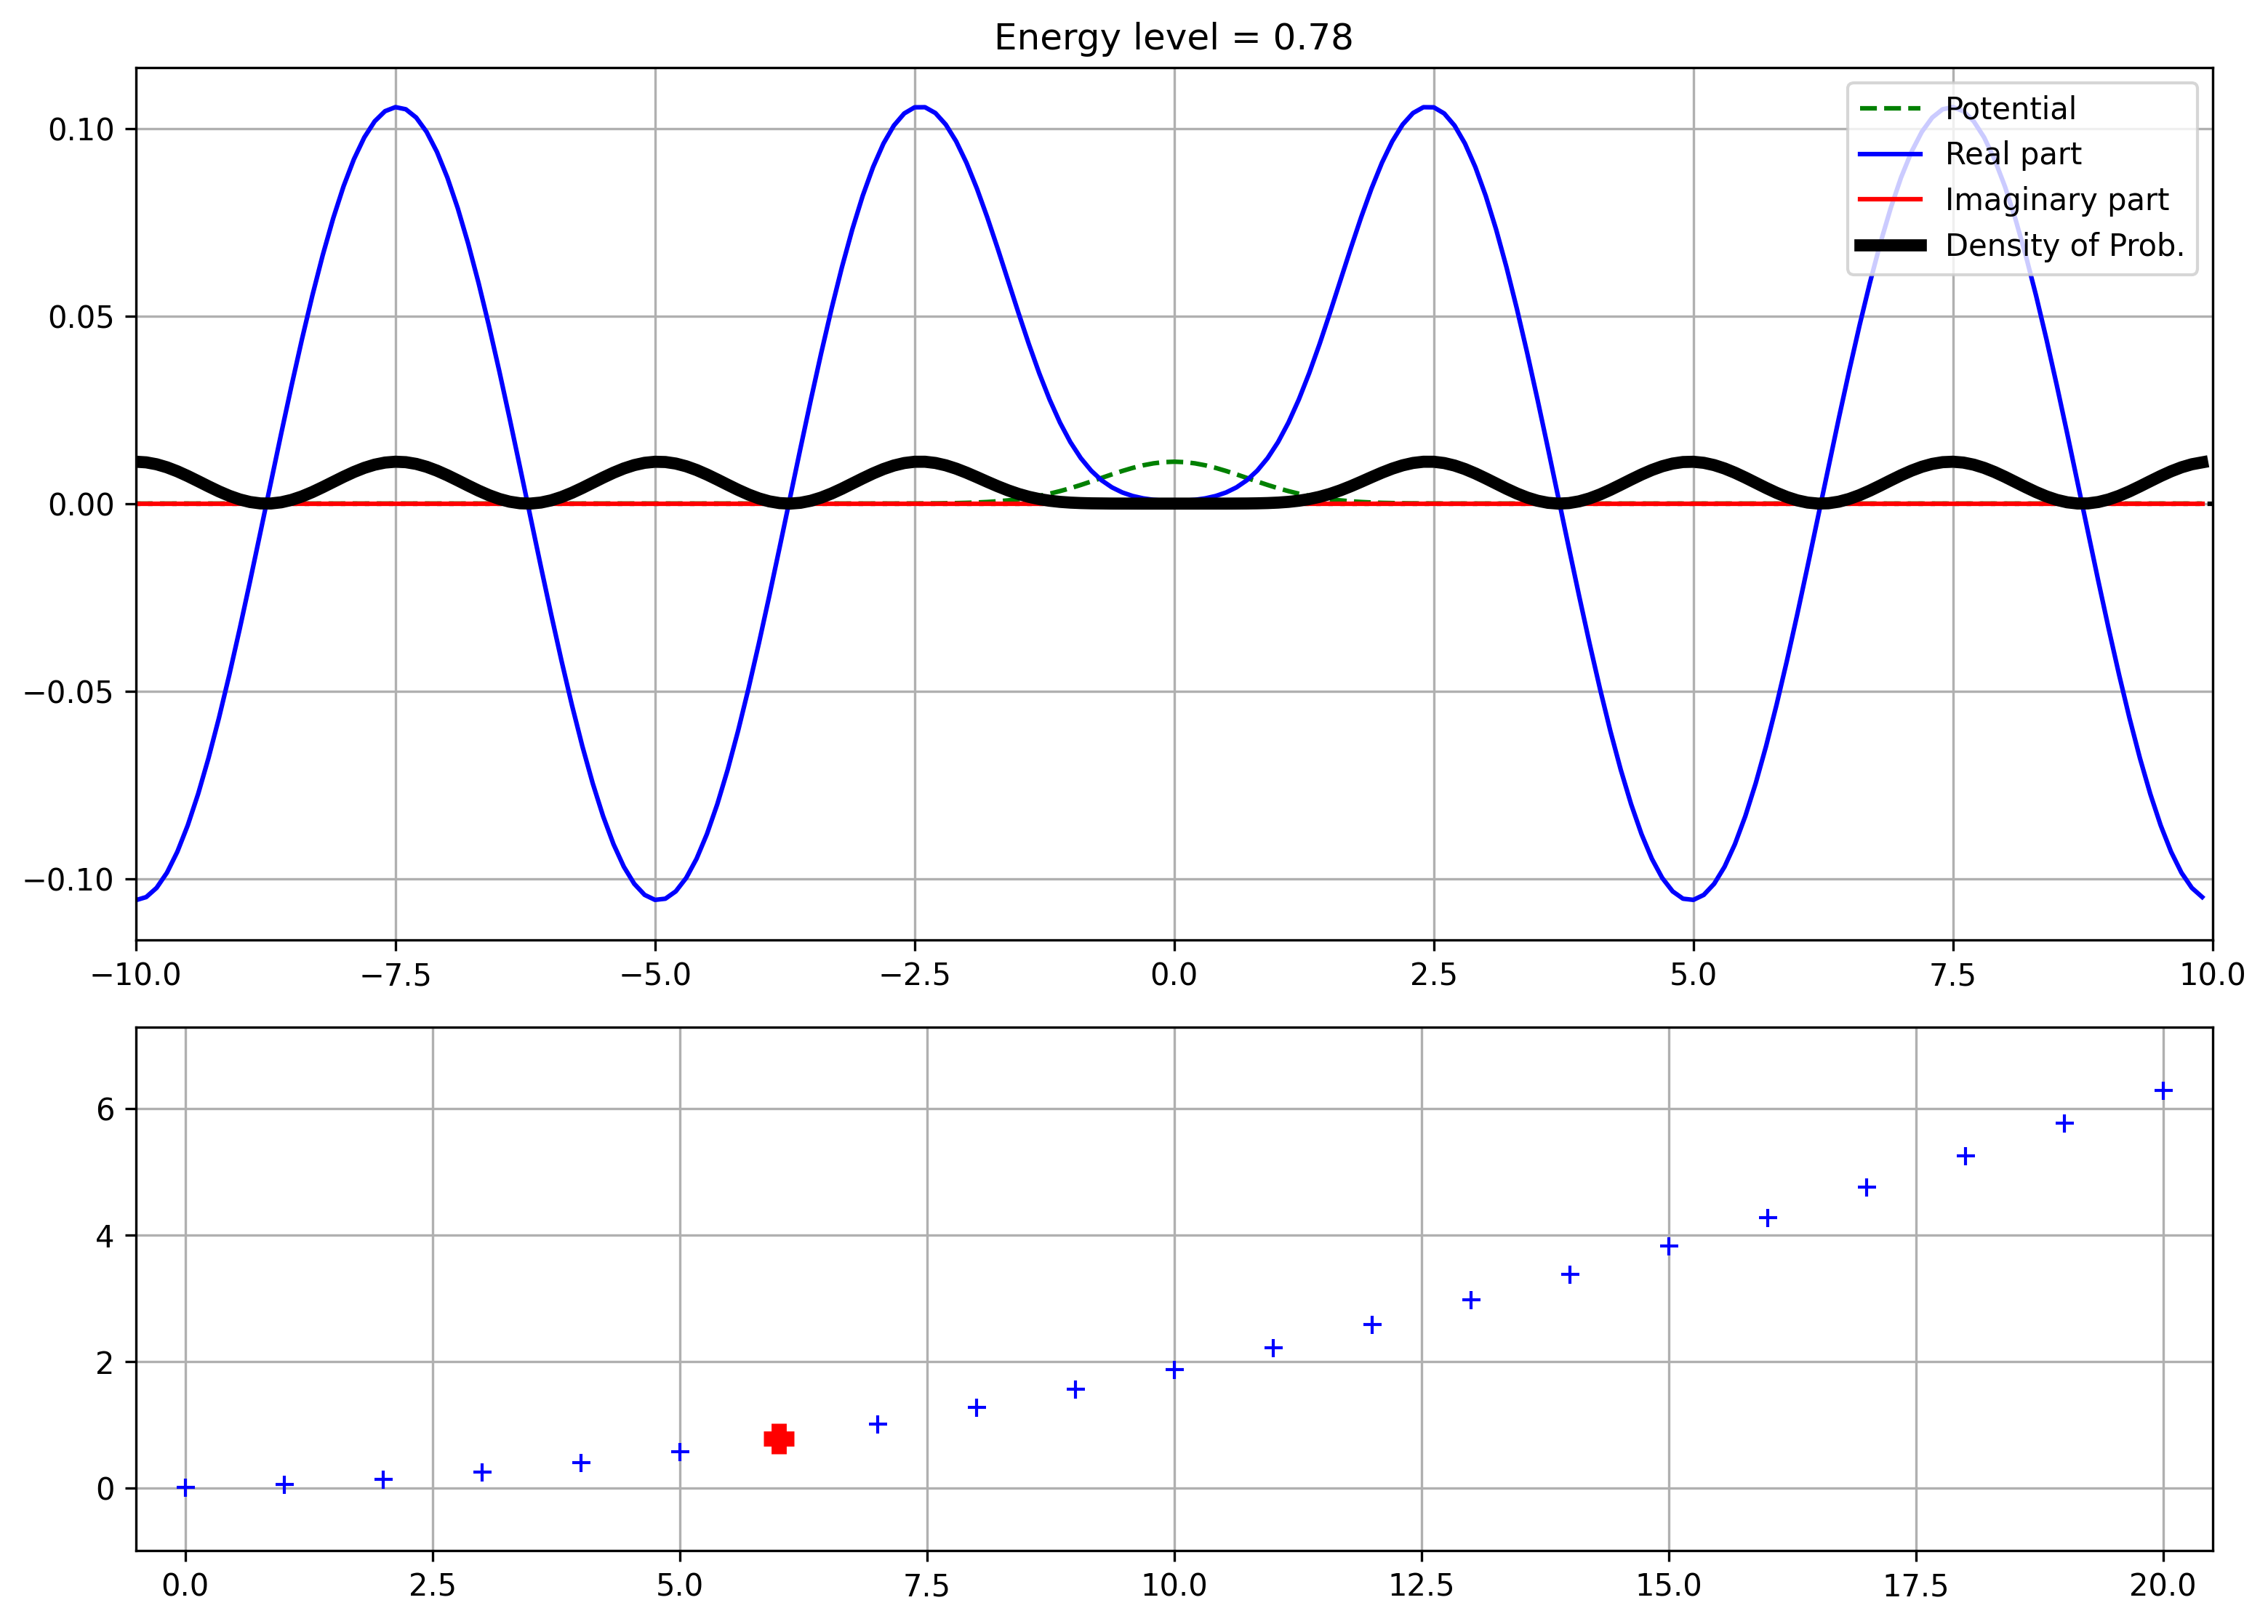 Energy level = 0.78
Potential
Real part
Imaginary part
Density of Prob.
0.10
0.05
0.00
−0.05
−0.10
−10.0 −7.5 −5.0 −2.5 0.0 2.5 5.0 7.5 10.0
6
4
2
0
0.0 2.5 5.0 7.5 10.0 12.5 15.0 17.5 20.0